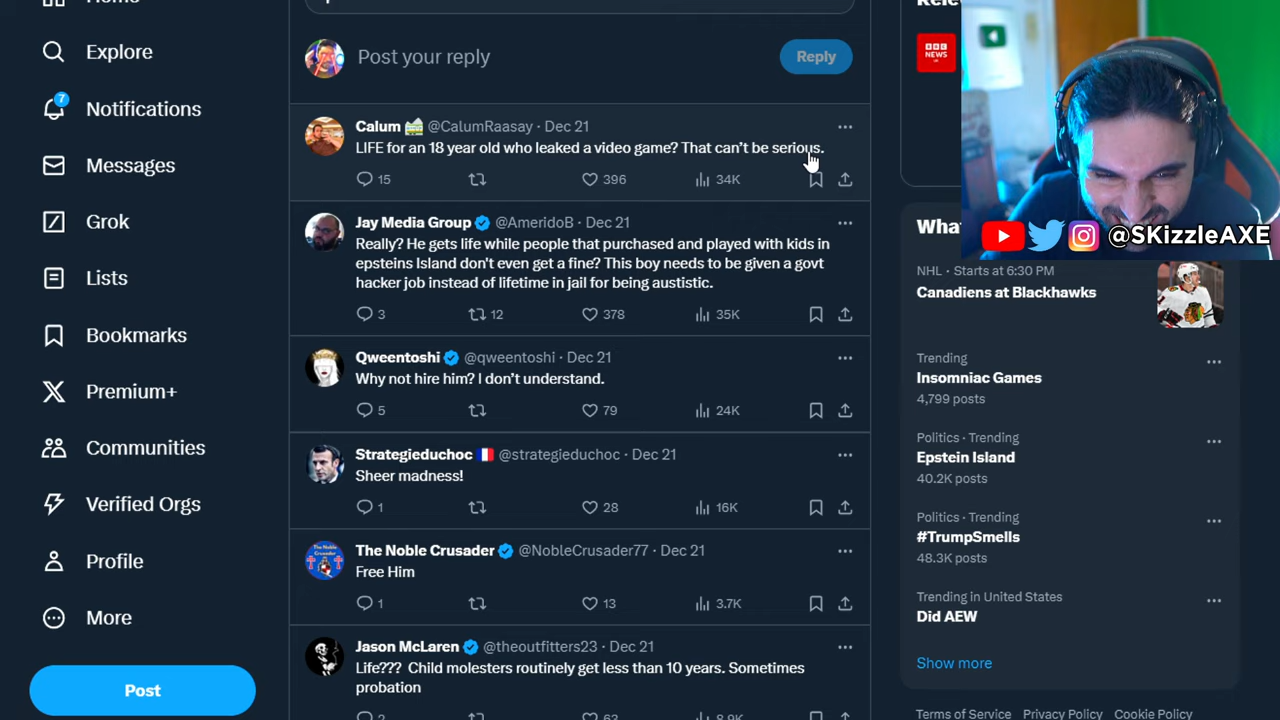 Home
Explore
7
Notifications
Messages
Grok
Lists
Bookmarks
Premium+
Communities
Verified Orgs
Profile
More
Post
Post your reply
Reply
Calum @CalumRaasay · Dec 21
LIFE for an 18 year old who leaked a video game? That can't be serious.
15 396 34K
Jay Media Group @AmeridoB · Dec 21
Really? He gets life while people that purchased and played with kids in
epsteins Island don't even get a fine? This boy needs to be given a govt
hacker job instead of lifetime in jail for being austistic.
3 12 378 35K
Qweentoshi @qweentoshi · Dec 21
Why not hire him? I don't understand.
5 79 24K
Strategieduchoc @strategieduchoc · Dec 21
Sheer madness!
1 28 16K
The Noble Crusader @NobleCrusader77 · Dec 21
Free Him
1 13 3.7K
Jason McLaren @theoutfitters23 · Dec 21
Life??? Child molesters routinely get less than 10 years. Sometimes
probation
2 63 8.9K
BBC
NEWS
@SKizzleAXE
What
NHL · Starts at 6:30 PM
Canadiens at Blackhawks
Trending
Insomniac Games
4,799 posts
Politics · Trending
Epstein Island
40.2K posts
Politics · Trending
#TrumpSmells
48.3K posts
Trending in United States
Did AEW
Show more
Terms of Service Privacy Policy Cookie Policy